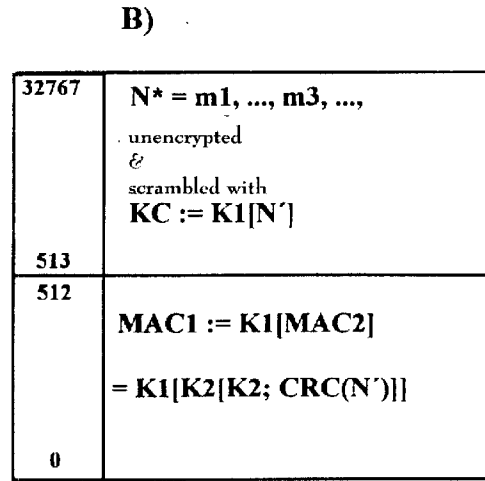 B)
32767
N* = m1, ..., m3, ...,
unencrypted
&
scrambled with
KC := K1[N´]
513
512
MAC1 := K1[MAC2]
= K1[K2[K2; CRC(N´)]]
0